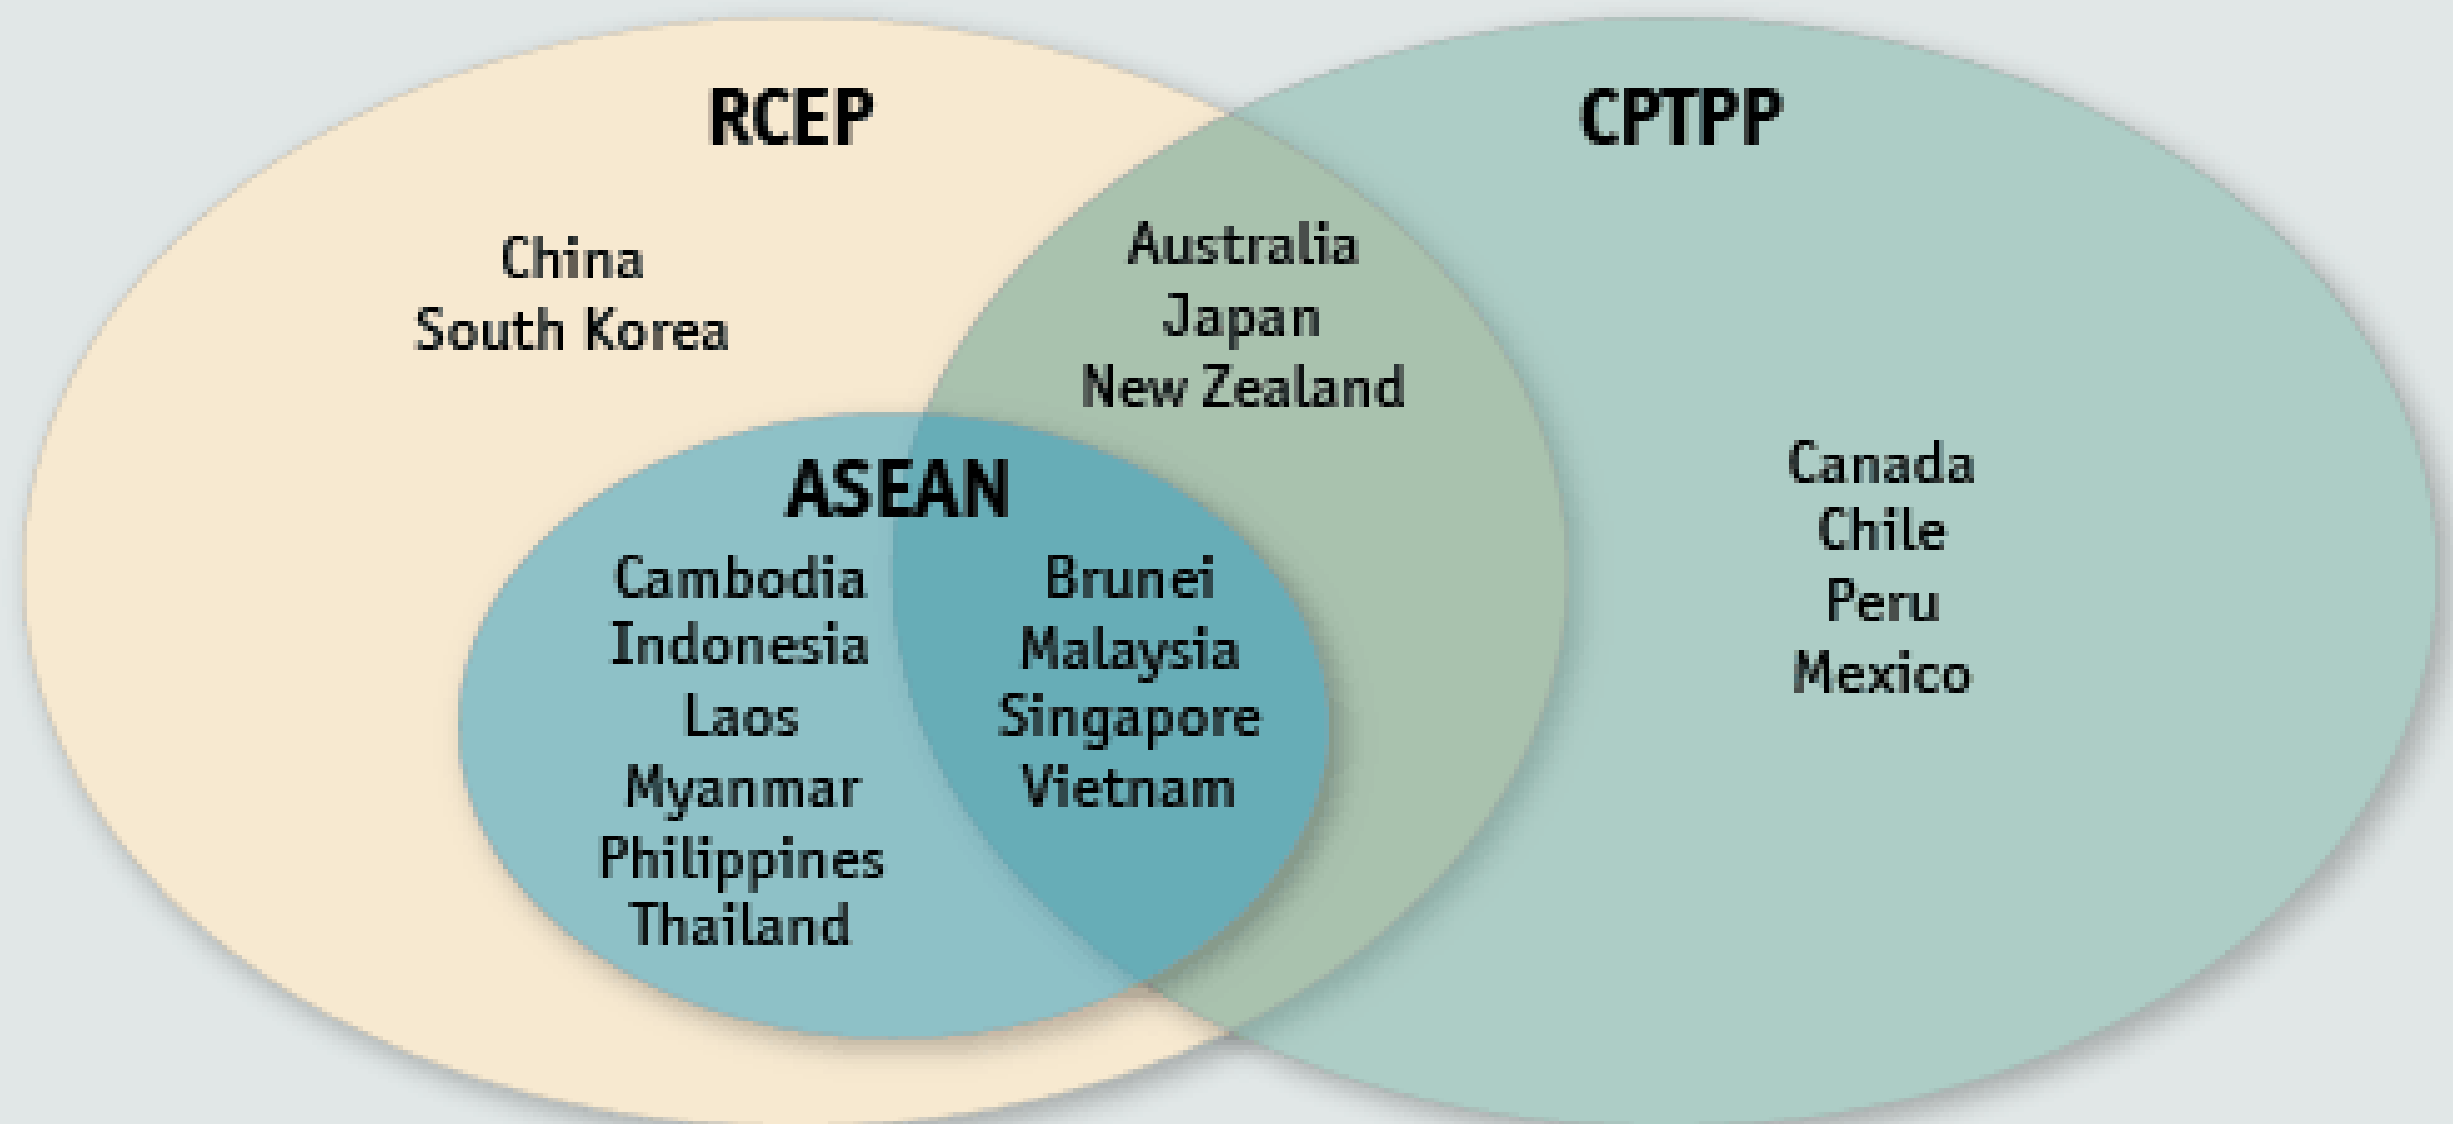 RCEP
CPTPP
China
South Korea
Australia
Japan
New Zealand
ASEAN
Cambodia
Indonesia
Laos
Myanmar
Philippines
Thailand
Brunei
Malaysia
Singapore
Vietnam
Canada
Chile
Peru
Mexico